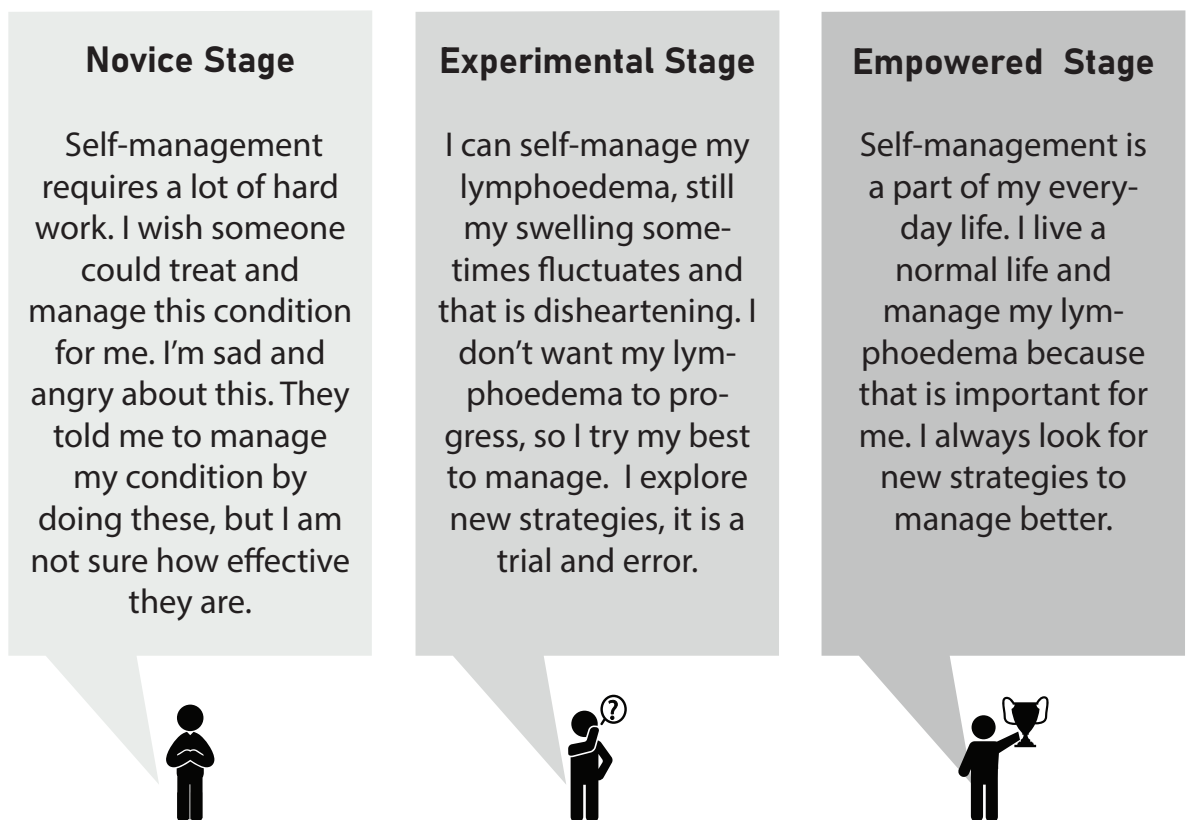 Novice Stage
Self-management
requires a lot of hard
work. I wish someone
could treat and
manage this condition
for me. I’m sad and
angry about this. They
told me to manage
my condition by
doing these, but I am
not sure how effective
they are.
Experimental Stage
I can self-manage my
lymphoedema, still
my swelling some-
times fluctuates and
that is disheartening. I
don’t want my lym-
phoedema to pro-
gress, so I try my best
to manage.  I explore
new strategies, it is a
trial and error.
?
Empowered  Stage
Self-management is
a part of my every-
day life. I live a
normal life and
manage my lym-
phoedema because
that is important for
me. I always look for
new strategies to
manage better.